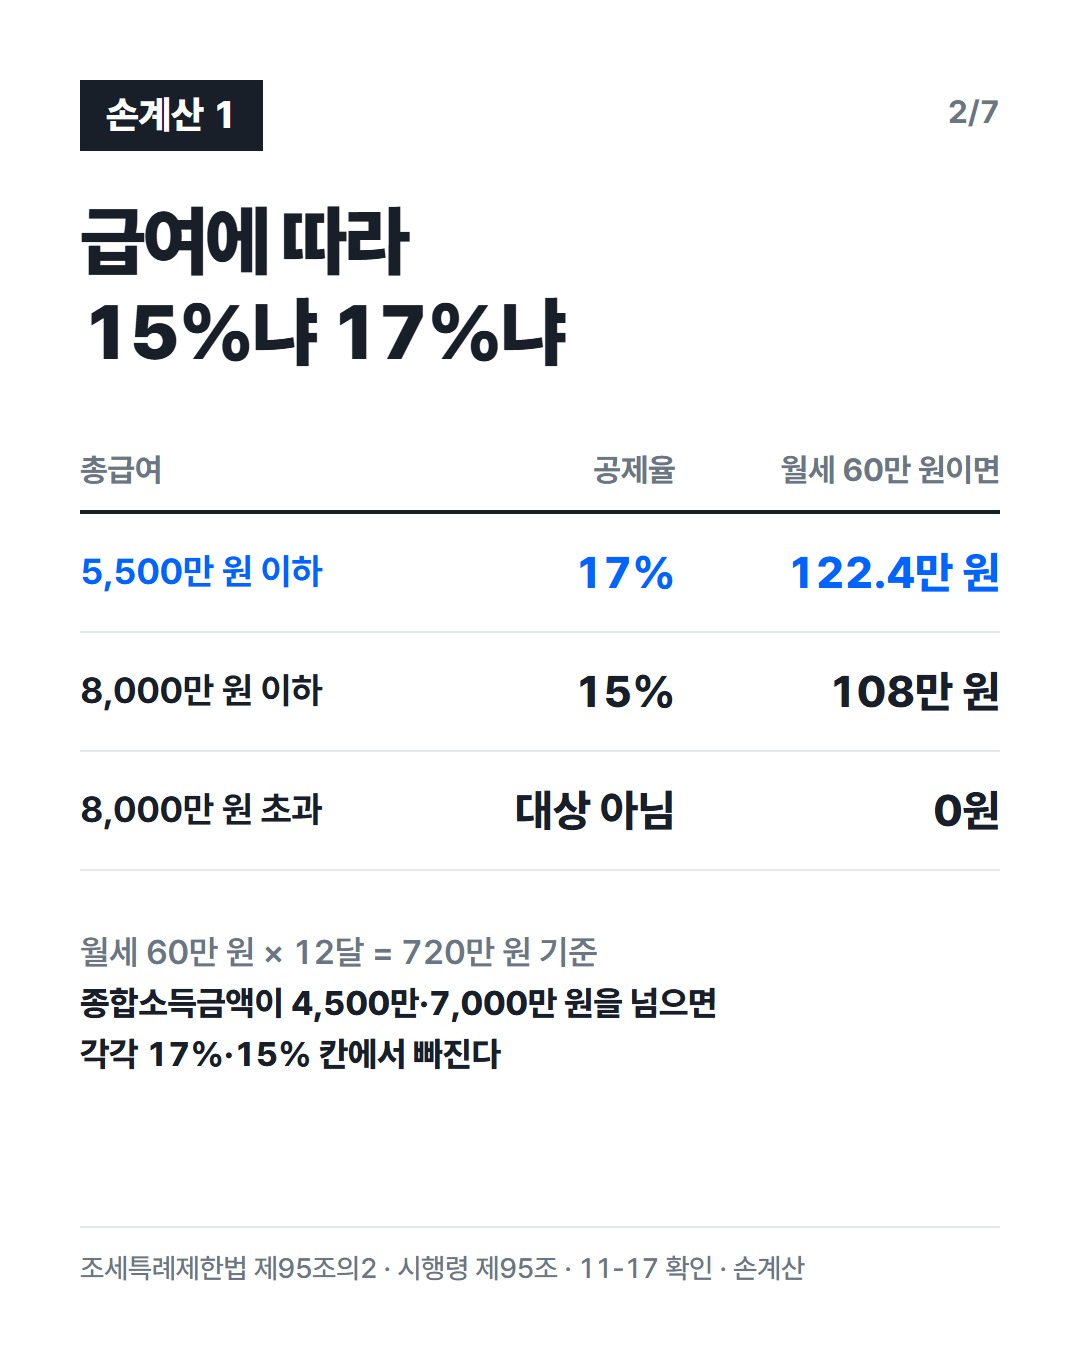 손계산 1
2/7
급여에 따라
15%냐 17%냐
총급여 공제율 월세 60만 원이면
5,500만 원 이하 17% 122.4만 원
8,000만 원 이하 15% 108만 원
8,000만 원 초과 대상 아님 0원
월세 60만 원 × 12달 = 720만 원 기준
종합소득금액이 4,500만·7,000만 원을 넘으면
각각 17%·15% 칸에서 빠진다
조세특례제한법 제95조의2 · 시행령 제95조 · 11-17 확인 · 손계산